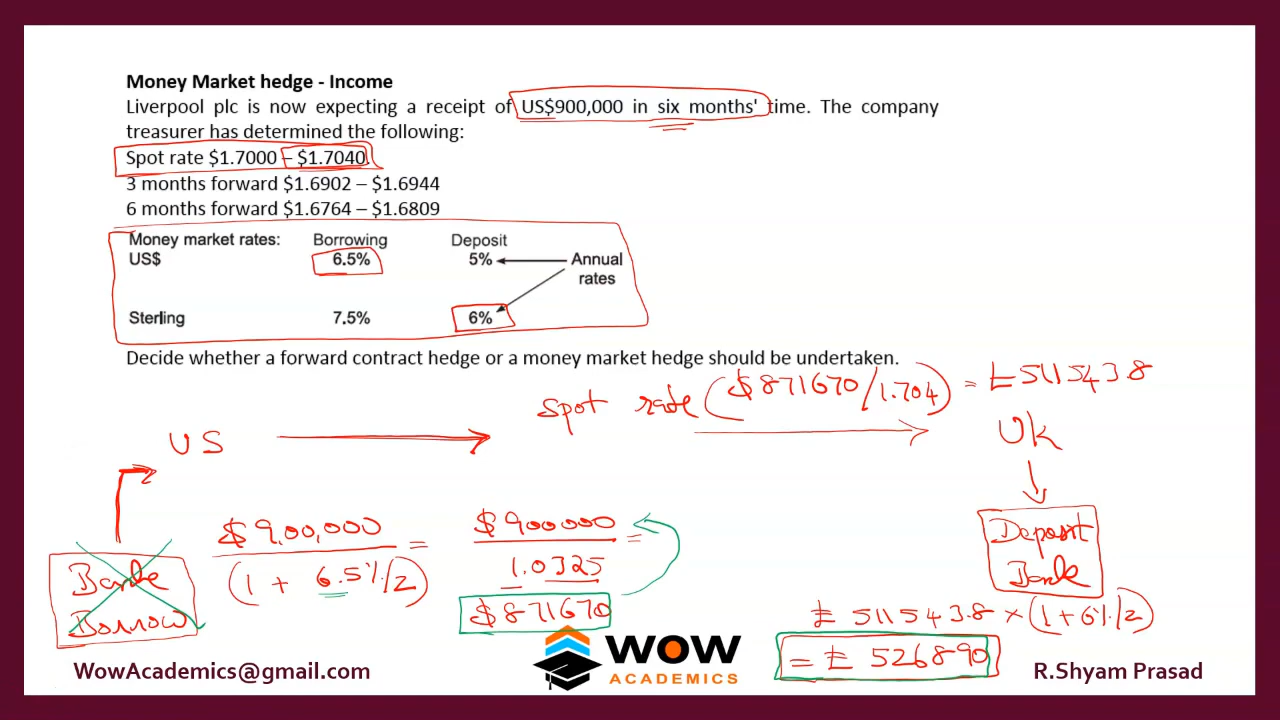 Money Market hedge - Income
Liverpool plc is now expecting a receipt of US$900,000 in six months' time. The company
treasurer has determined the following:
Spot rate $1.7000 – $1.7040.
3 months forward $1.6902 – $1.6944
6 months forward $1.6764 – $1.6809
Money market rates: Borrowing Deposit
US$ 6.5% 5% Annual rates
Sterling 7.5% 6%
Decide whether a forward contract hedge or a money market hedge should be undertaken.
Spot rate ($871670/1.704) = £511543.8
US UK
$9,00,000 / (1 + 6.5%/2) = $900000 / 1.0325 =
Deposit Bank
Bank Borrow
$871670
£ 511543.8 × (1+6%/2)
= £ 526890
WOW ACADEMICS
WowAcademics@gmail.com R.Shyam Prasad